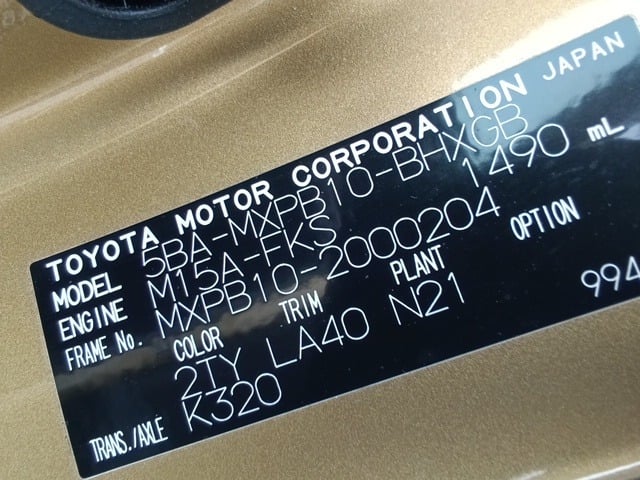 TOYOTA MOTOR CORPORATION JAPAN
MODEL 5BA-MXPB10-BHXGB
ENGINE M15A-FKS 1490 mL
FRAME No. MXPB10-2000204
COLOR TRIM PLANT OPTION
2TY LA40 N21 994
TRANS./AXLE K320